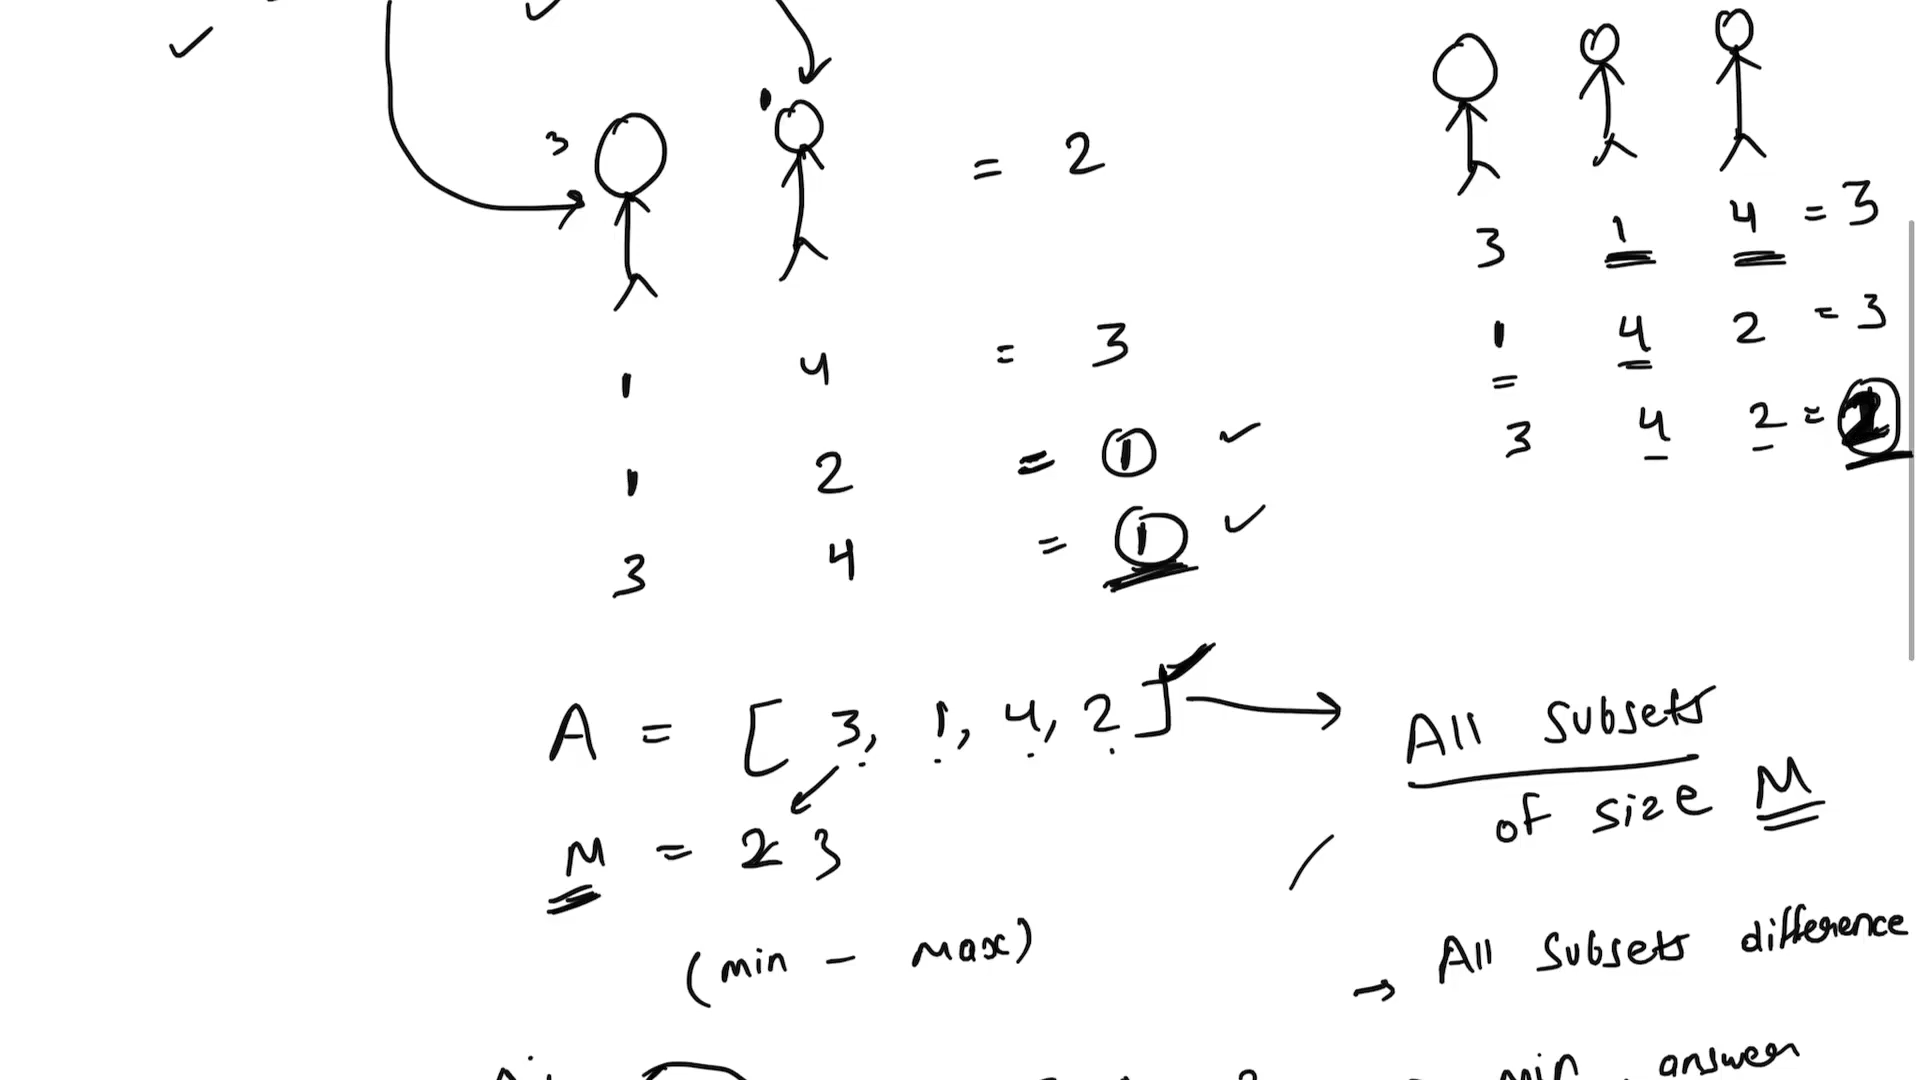 3 1 = 2
1 4 = 3
1 2 = 1
3 4 = 1
3 1 4 = 3
1 4 2 = 3
3 4 2 =
A = [ 3, 1, 4, 2 ] → All Subsets
of size M
M = 2 3
(min - max)
→ All Subsets difference
min answer